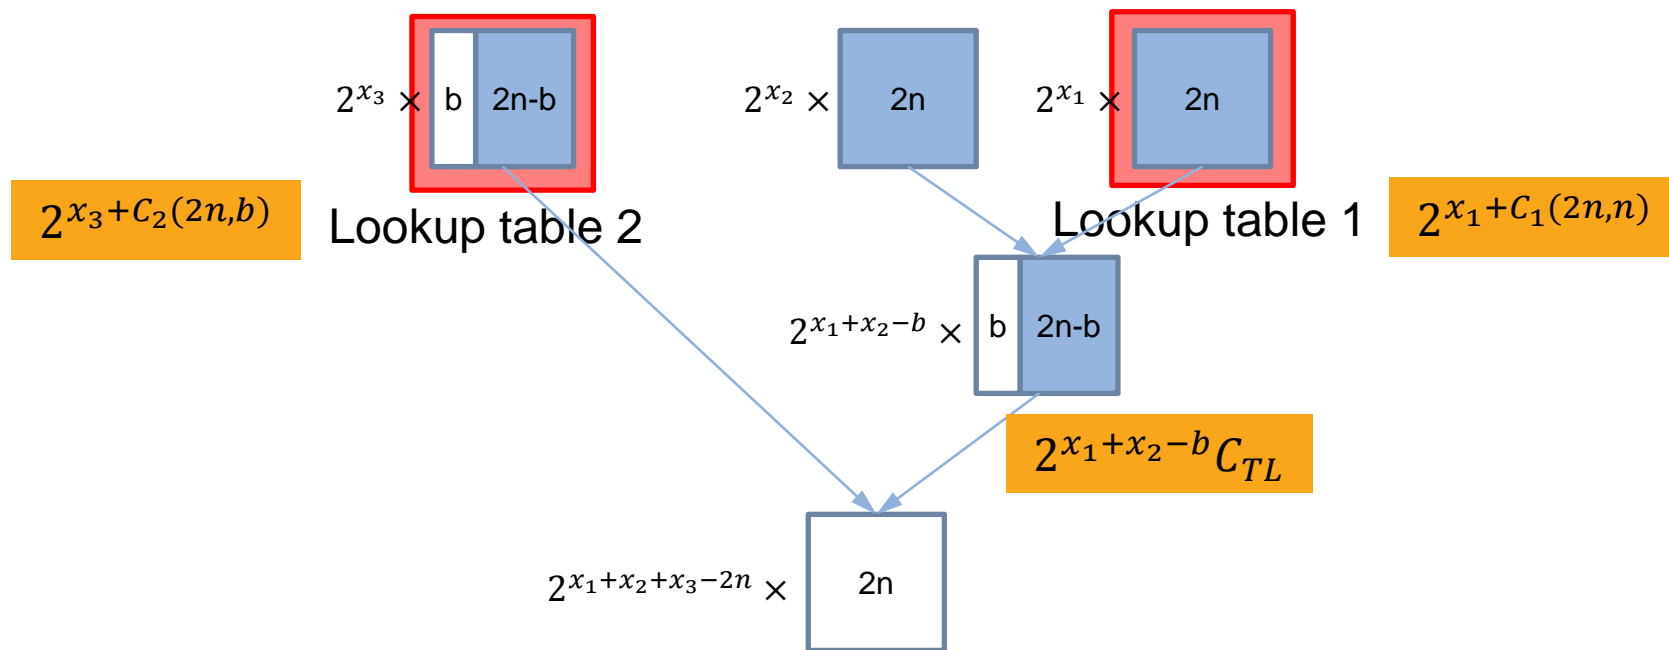 2^{x_3} × b 2n-b 2^{x_2} × 2n 2^{x_1} × 2n
2^{x_3+C_2(2n,b)} Lookup table 2 Lookup table 1 2^{x_1+C_1(2n,n)}
2^{x_1+x_2-b} × b 2n-b
2^{x_1+x_2-b}C_{TL}
2^{x_1+x_2+x_3-2n} × 2n